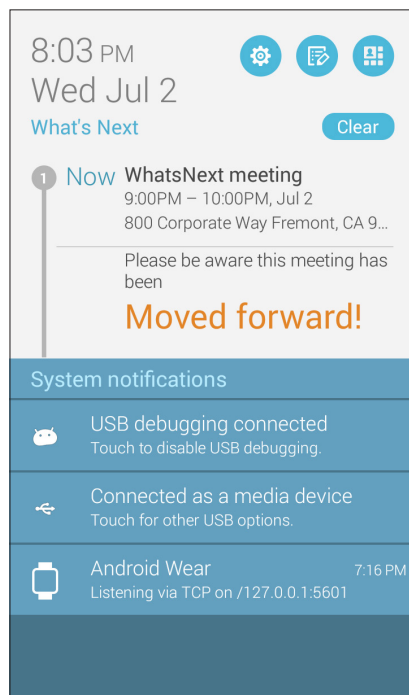 8:03 PM
Wed Jul 2
What's Next
Clear
1
Now
WhatsNext meeting
9:00PM – 10:00PM, Jul 2
800 Corporate Way Fremont, CA 9...
Please be aware this meeting has
been
Moved forward!
System notifications
USB debugging connected
Touch to disable USB debugging.
Connected as a media device
Touch for other USB options.
Android Wear
7:16 PM
Listening via TCP on /127.0.0.1:5601